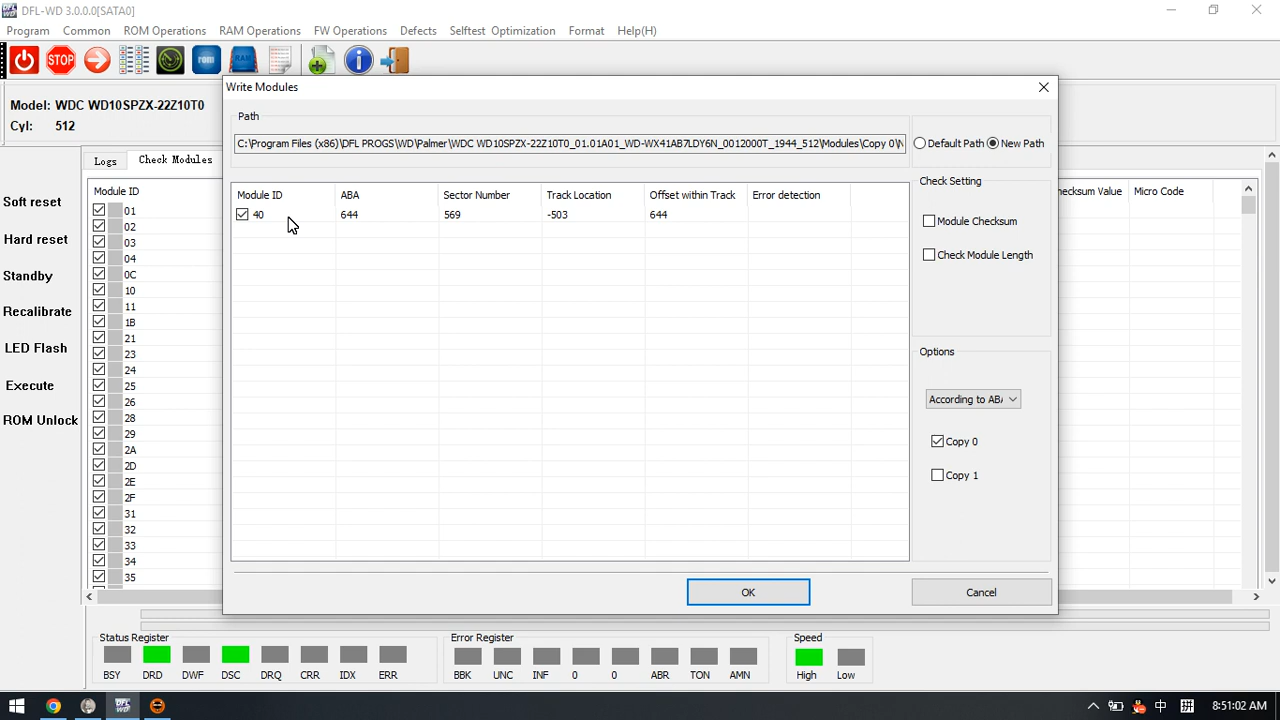 DFL-WD 3.0.0.0[SATA0]
Program Common ROM Operations RAM Operations FW Operations Defects Selftest Optimization Format Help(H)
STOP rom RAM
Model: WDC WD10SPZX-22Z10T0
Cyl: 512
Write Modules
Path
C:\Program Files (x86)\DFL PROGS\WD\Palmer\WDC WD10SPZX-22Z10T0_01.01A01_WD-WX41AB7LDY6N_0012000T_1944_512\Modules\Copy 0\
Default Path New Path
Logs Check Modules
Module ID
01
02
03
04
0C
10
11
1B
21
23
24
25
26
28
29
2A
2D
2E
2F
31
32
33
34
35
Soft reset
Hard reset
Standby
Recalibrate
LED Flash
Execute
ROM Unlock
Module ID ABA Sector Number Track Location Offset within Track Error detection
40 644 569 -503 644
Check Setting
Module Checksum
Check Module Length
Options
According to AB
Copy 0
Copy 1
OK Cancel
hecksum Value Micro Code
Status Register
BSY DRD DWF DSC DRQ CRR IDX ERR
Error Register
BBK UNC INF 0 0 ABR TON AMN
Speed
High Low
中 拼 8:51:02 AM